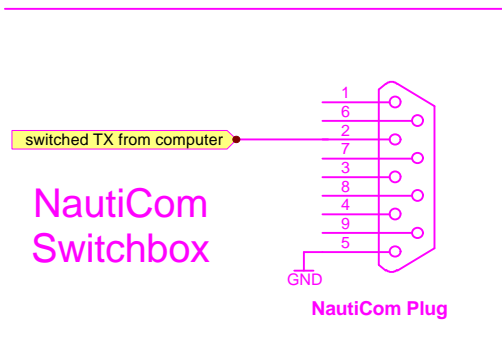 1
6
switched TX from computer
2
7
3
8
4
9
5
NautiCom
Switchbox
GND
NautiCom Plug